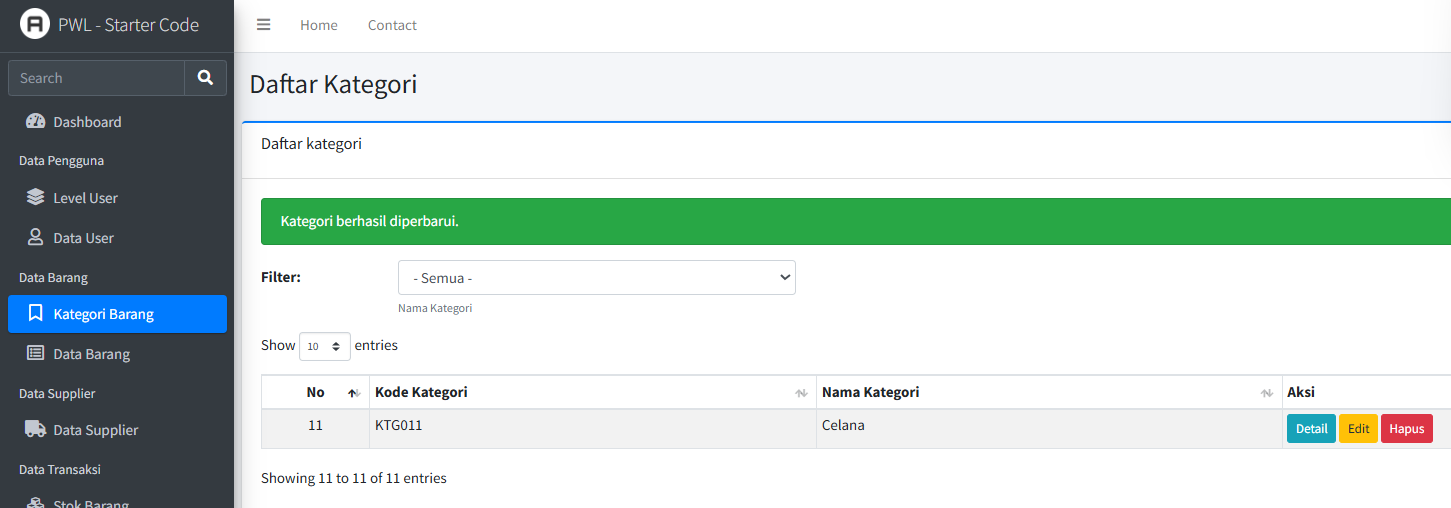 PWL - Starter Code
Home
Contact
Search
Daftar Kategori
Dashboard
Data Pengguna
Level User
Data User
Data Barang
Kategori Barang
Data Barang
Data Supplier
Data Supplier
Data Transaksi
Stok Barang
Daftar kategori
Kategori berhasil diperbarui.
Filter:
- Semua -
Nama Kategori
Show 10 entries
No Kode Kategori Nama Kategori Aksi
11 KTG011 Celana Detail Edit Hapus
Showing 11 to 11 of 11 entries